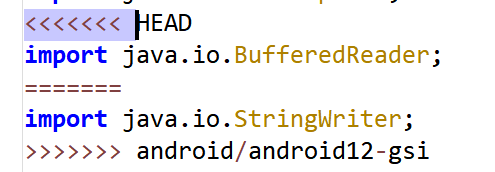 <<<<<<< HEAD
import java.io.BufferedReader;
=======
import java.io.StringWriter;
>>>>>>> android/android12-gsi